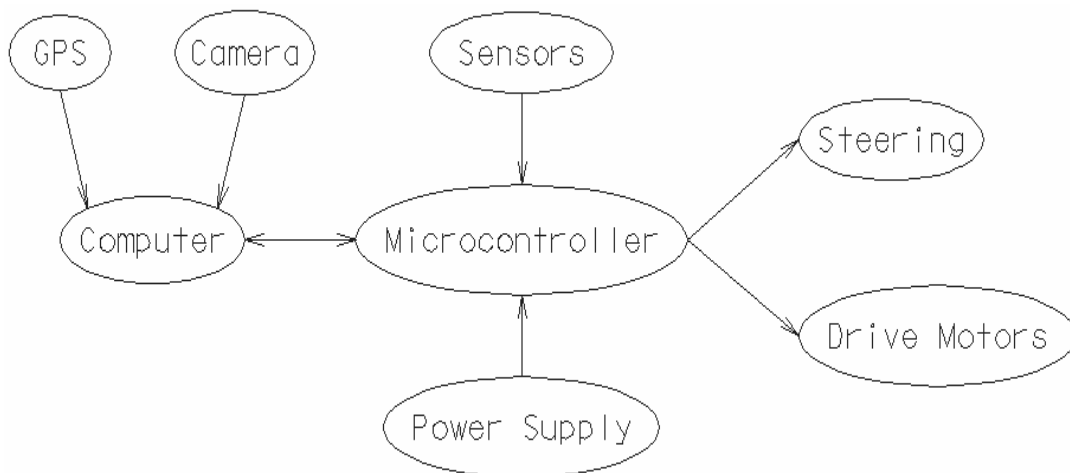 GPS
Camera
Sensors
Steering
Computer
Microcontroller
Drive Motors
Power Supply